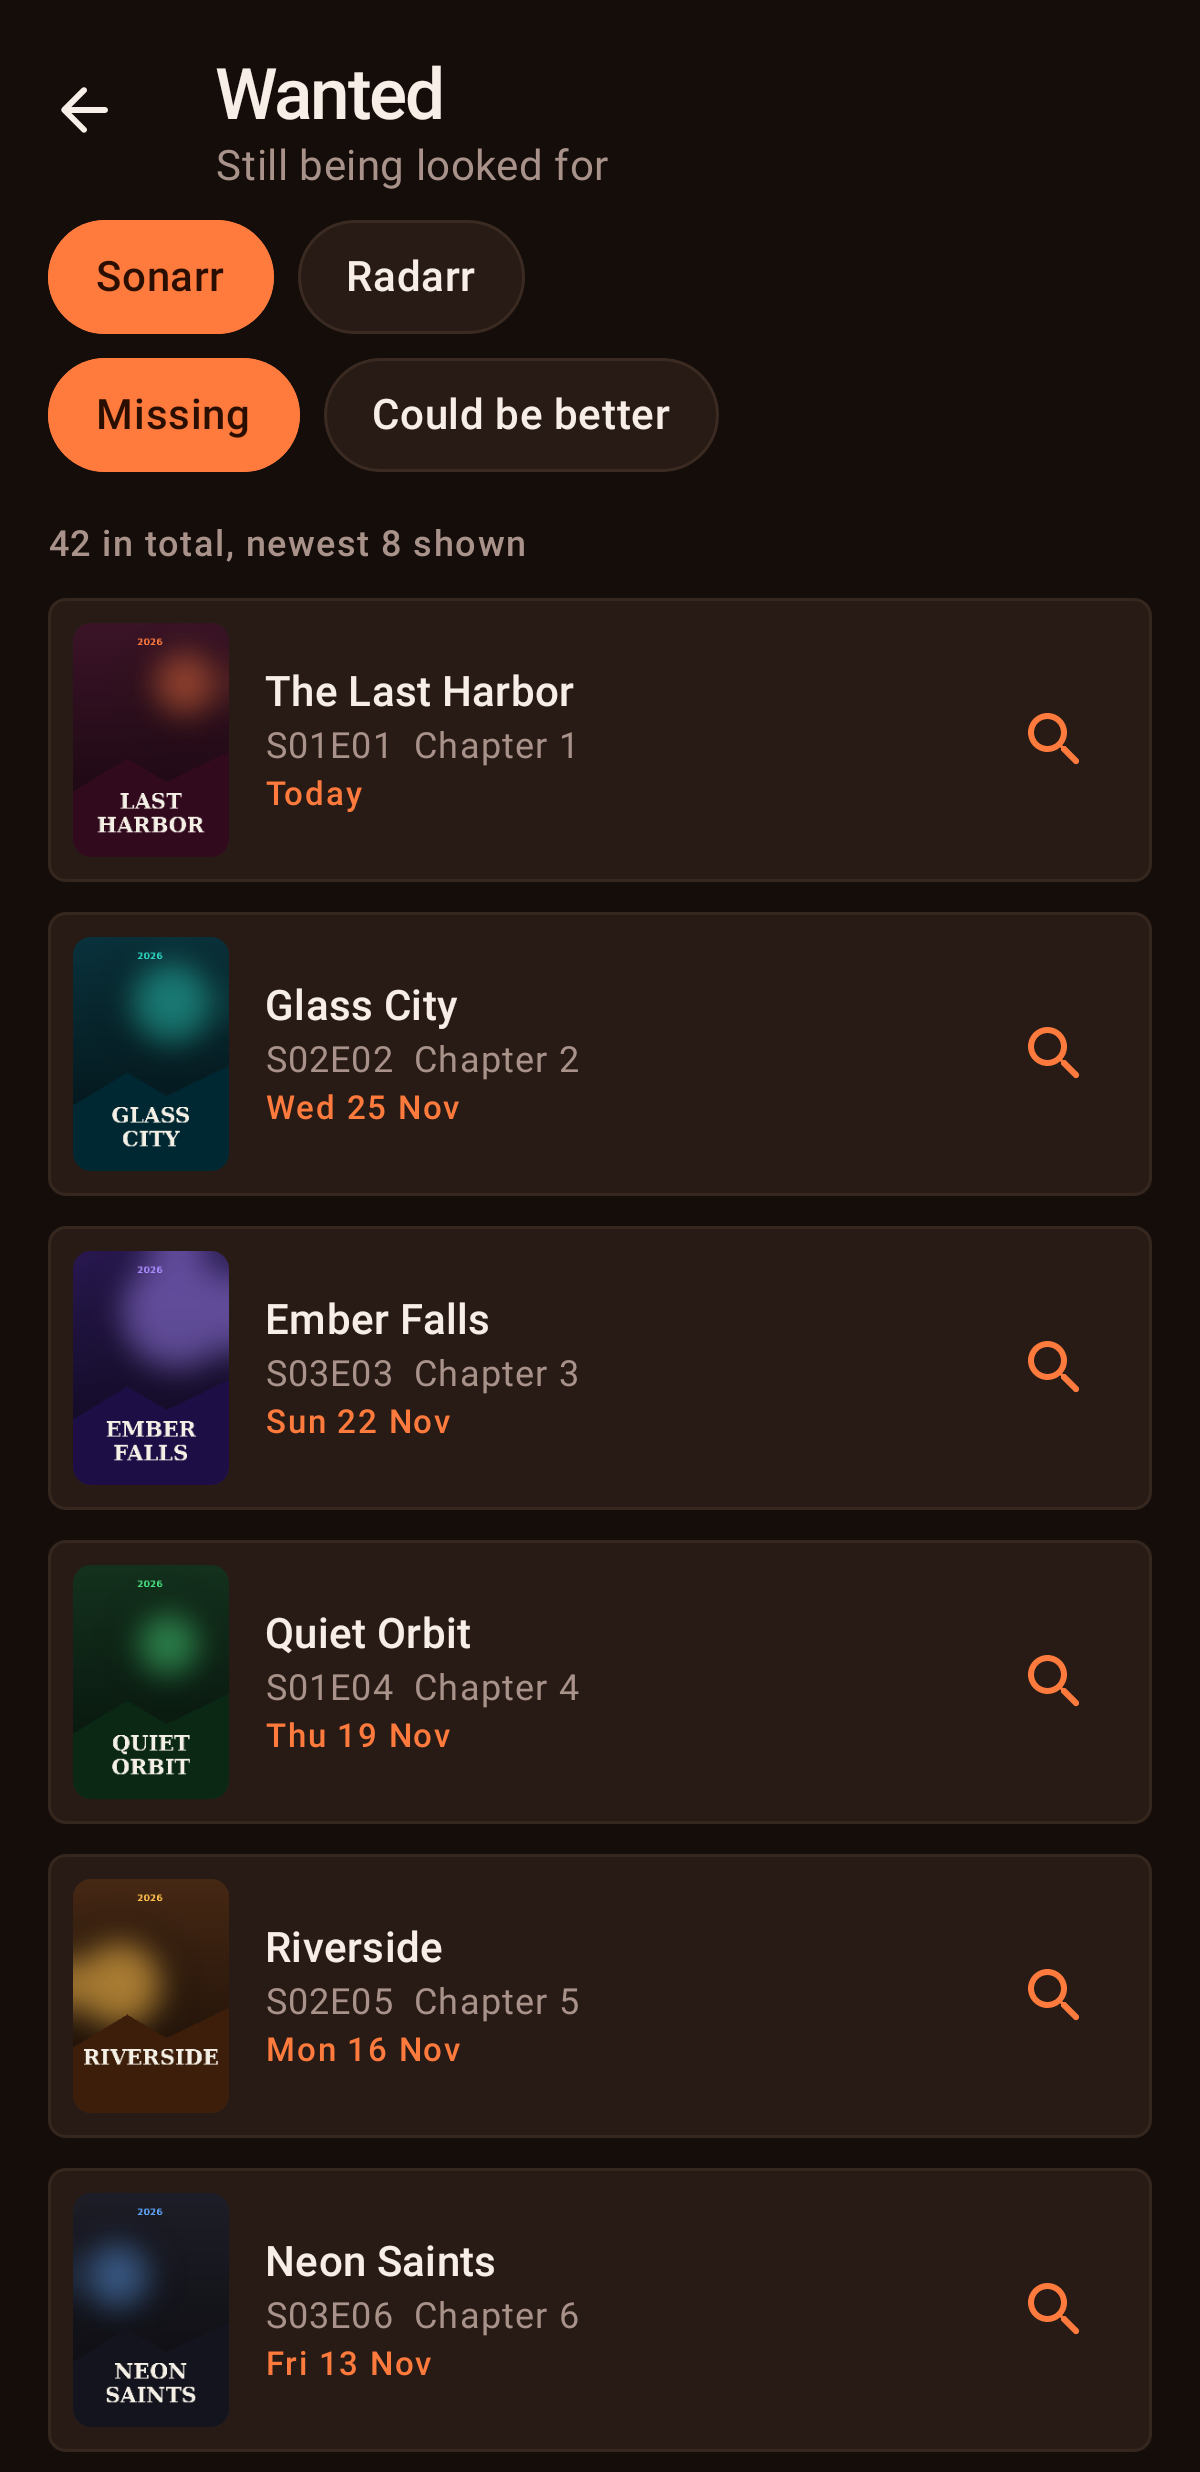 Wanted
Still being looked for
Sonarr
Radarr
Missing
Could be better
42 in total, newest 8 shown
2026
LAST
HARBOR
The Last Harbor
S01E01 Chapter 1
Today
2026
GLASS
CITY
Glass City
S02E02 Chapter 2
Wed 25 Nov
2026
EMBER
FALLS
Ember Falls
S03E03 Chapter 3
Sun 22 Nov
2026
QUIET
ORBIT
Quiet Orbit
S01E04 Chapter 4
Thu 19 Nov
2026
RIVERSIDE
Riverside
S02E05 Chapter 5
Mon 16 Nov
2026
NEON
SAINTS
Neon Saints
S03E06 Chapter 6
Fri 13 Nov